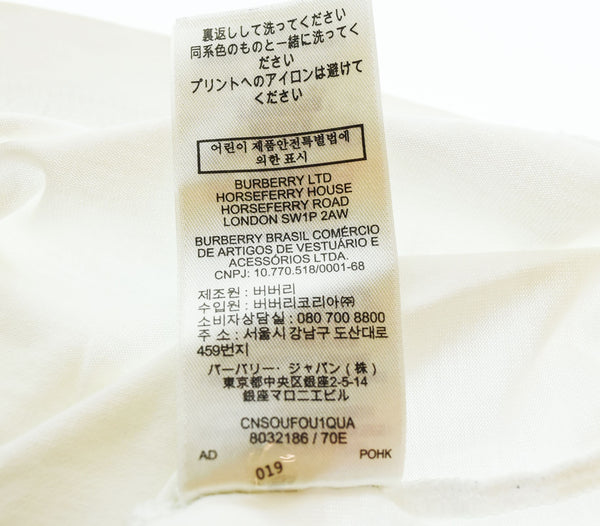 裏返しして洗ってください
同系色のものと一緒に洗ってく
ださい
プリントへのアイロンは避けて
ください
어린이 제품안전특별법에
의한 표시
BURBERRY LTD
HORSEFERRY HOUSE
HORSEFERRY ROAD
LONDON SW1P 2AW
BURBERRY BRASIL COMÉRCIO
DE ARTIGOS DE VESTUÁRIO E
ACESSÓRIOS LTDA.
CNPJ: 10.770.518/0001-68
제조원 : 버버리
수입원 : 버버리코리아㈜
소비자상담실 : 080 700 8800
주 소 : 서울시 강남구 도산대로
459번지
バーバリー・ジャパン(株)
東京都中央区銀座2-5-14
銀座マロニエビル
CNSOUFOU1QUA
8032186 / 70E
AD POHK
019